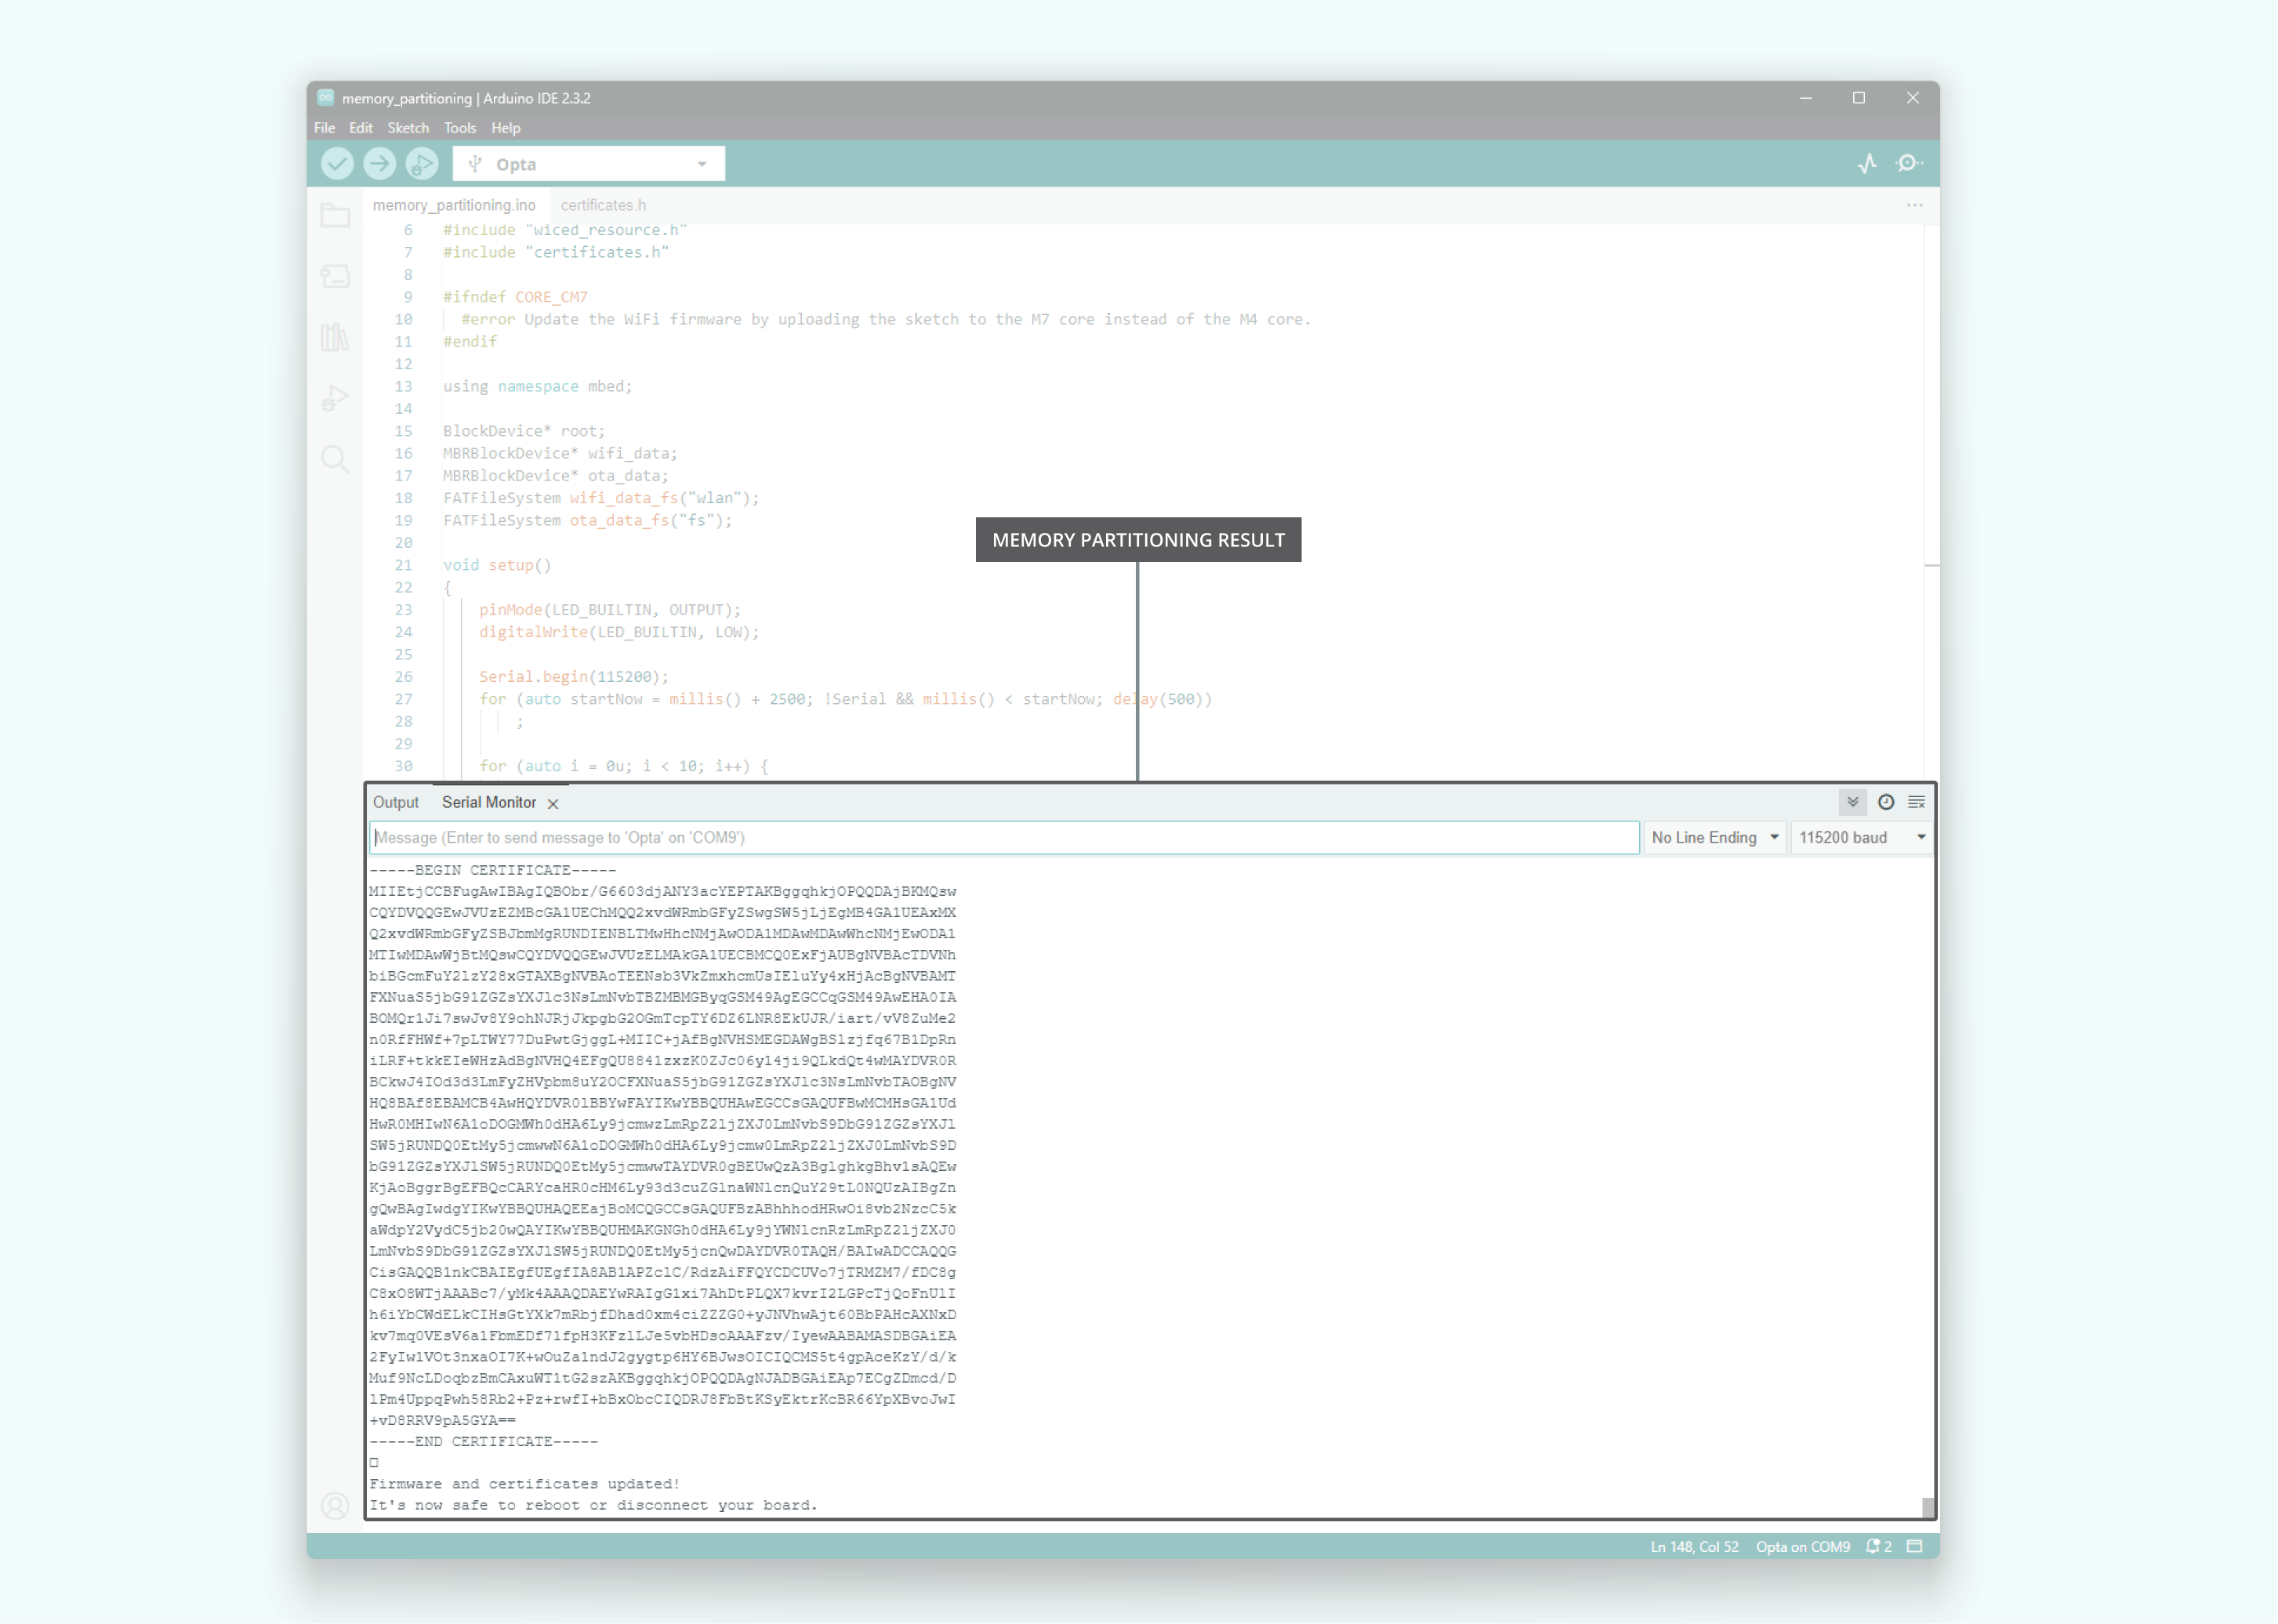 memory_partitioning | Arduino IDE 2.3.2
File Edit Sketch Tools Help
Opta
memory_partitioning.ino certificates.h
6 #include "wiced_resource.h"
7 #include "certificates.h"
8
9 #ifndef CORE_CM7
10 #error Update the WiFi firmware by uploading the sketch to the M7 core instead of the M4 core.
11 #endif
12
13 using namespace mbed;
14
15 BlockDevice* root;
16 MBRBlockDevice* wifi_data;
17 MBRBlockDevice* ota_data;
18 FATFileSystem wifi_data_fs("wlan");
19 FATFileSystem ota_data_fs("fs");
20
21 void setup()
22 {
23 pinMode(LED_BUILTIN, OUTPUT);
24 digitalWrite(LED_BUILTIN, LOW);
25
26 Serial.begin(115200);
27 for (auto startNow = millis() + 2500; !Serial && millis() < startNow; delay(500))
28 ;
29
30 for (auto i = 0u; i < 10; i++) {
MEMORY PARTITIONING RESULT
Output Serial Monitor
Message (Enter to send message to 'Opta' on 'COM9')
No Line Ending 115200 baud
-----BEGIN CERTIFICATE-----
MIIEtjCCBFugAwIBAgIQBObr/G6603djANY3acYEPTAKBggqhkjOPQQDAjBKMQsw
CQYDVQQGEwJVUzEZMBcGA1UEChMQQ2xvdWRmbGFyZSwgSW5jLjEgMB4GA1UEAxMX
Q2xvdWRmbGFyZSBJbmMgRUNDIENBLTMwHhcNMjAwODA1MDAwMDAwWhcNMjEwODA1
MTIwMDAwWjBtMQswCQYDVQQGEwJVUzELMAkGA1UECBMCQ0ExFjAUBgNVBAcTDVNh
biBGcmFuY2lzY28xGTAXBgNVBAoTEENsb3VkZmxhcmUsIEluYy4xHjAcBgNVBAMT
FXNuaS5jbG91ZGZsYXJlc3NsLmNvbTBZMBMGByqGSM49AgEGCCqGSM49AwEHA0IA
BOMQr1Ji7swJv8Y9ohNJRjJkpgbG2OGmTcpTY6DZ6LNR8EkUJR/iart/vV8ZuMe2
n0RfFHWf+7pLTWY77DuPwtGjggL+MIIC+jAfBgNVHSMEGDAWgBSlzjfq67B1DpRn
iLRF+tkkEIeWHzAdBgNVHQ4EFgQU8841zxzK0ZJc06y14ji9QLkdQt4wMAYDVR0R
BCkwJ4IOd3d3LmFyZHVpbm8uY2OCFXNuaS5jbG91ZGZsYXJlc3NsLmNvbTAOBgNV
HQ8BAf8EBAMCB4AwHQYDVR0lBBYwFAYIKwYBBQUHAwEGCCsGAQUFBwMCMHsGA1Ud
HwR0MHIwN6A1oDOGMWh0dHA6Ly9jcmwzLmRpZ2ljZXJ0LmNvbS9DbG91ZGZsYXJl
SW5jRUNDQ0EtMy5jcmwwN6A1oDOGMWh0dHA6Ly9jcmw0LmRpZ2ljZXJ0LmNvbS9D
bG91ZGZsYXJlSW5jRUNDQ0EtMy5jcmwwTAYDVR0gBEUwQzA3BglghkgBhv1sAQEw
KjAoBggrBgEFBQcCARYcaHR0cHM6Ly93d3cuZGlnaWNlcnQuY29tL0NQUzAIBgZn
gQwBAgIwdgYIKwYBBQUHAQEEajBoMCQGCCsGAQUFBzABhhhodHRwOi8vb2NzcC5k
aWdpY2VydC5jb20wQAYIKwYBBQUHMAKGNGh0dHA6Ly9jYWNlcnRzLmRpZ2ljZXJ0
LmNvbS9DbG91ZGZsYXJlSW5jRUNDQ0EtMy5jcnQwDAYDVR0TAQH/BAIwADCCAQQG
CisGAQQB1nkCBAIEgfUEgfIA8AB1APZclC/RdzAiFFQYCDCUVo7jTRMZM7/fDC8g
C8xO8WTjAAABc7/yMk4AAAQDAEYwRAIgG1xi7AhDtPLQX7kvrI2LGPcTjQoFnUlI
h6iYbCWdELkCIHsGtYXk7mRbjfDhad0xm4ciZZZG0+yJNVhwAjt60BbPAHcAXNxD
kv7mq0VEsV6a1FbmEDf71fpH3KFzlLJe5vbHDsoAAAFzv/IyewAABAMASDBGAiEA
2FyIw1VOt3nxaOI7K+wOuZa1ndJ2gygtp6HY6BJwsOICIQCMS5t4gpAceKzY/d/k
Muf9NcLDoqbzBmCAxuWT1tG2szAKBggqhkjOPQQDAgNJADBGAiEAp7ECgZDmcd/D
lPm4UppqPwh58Rb2+Pz+rwfI+bBxObcCIQDRJ8FbBtKSyEktrKcBR66YpXBvoJwI
+vD8RRV9pA5GYA==
-----END CERTIFICATE-----
Firmware and certificates updated!
It's now safe to reboot or disconnect your board.
Ln 148, Col 52 Opta on COM9 2